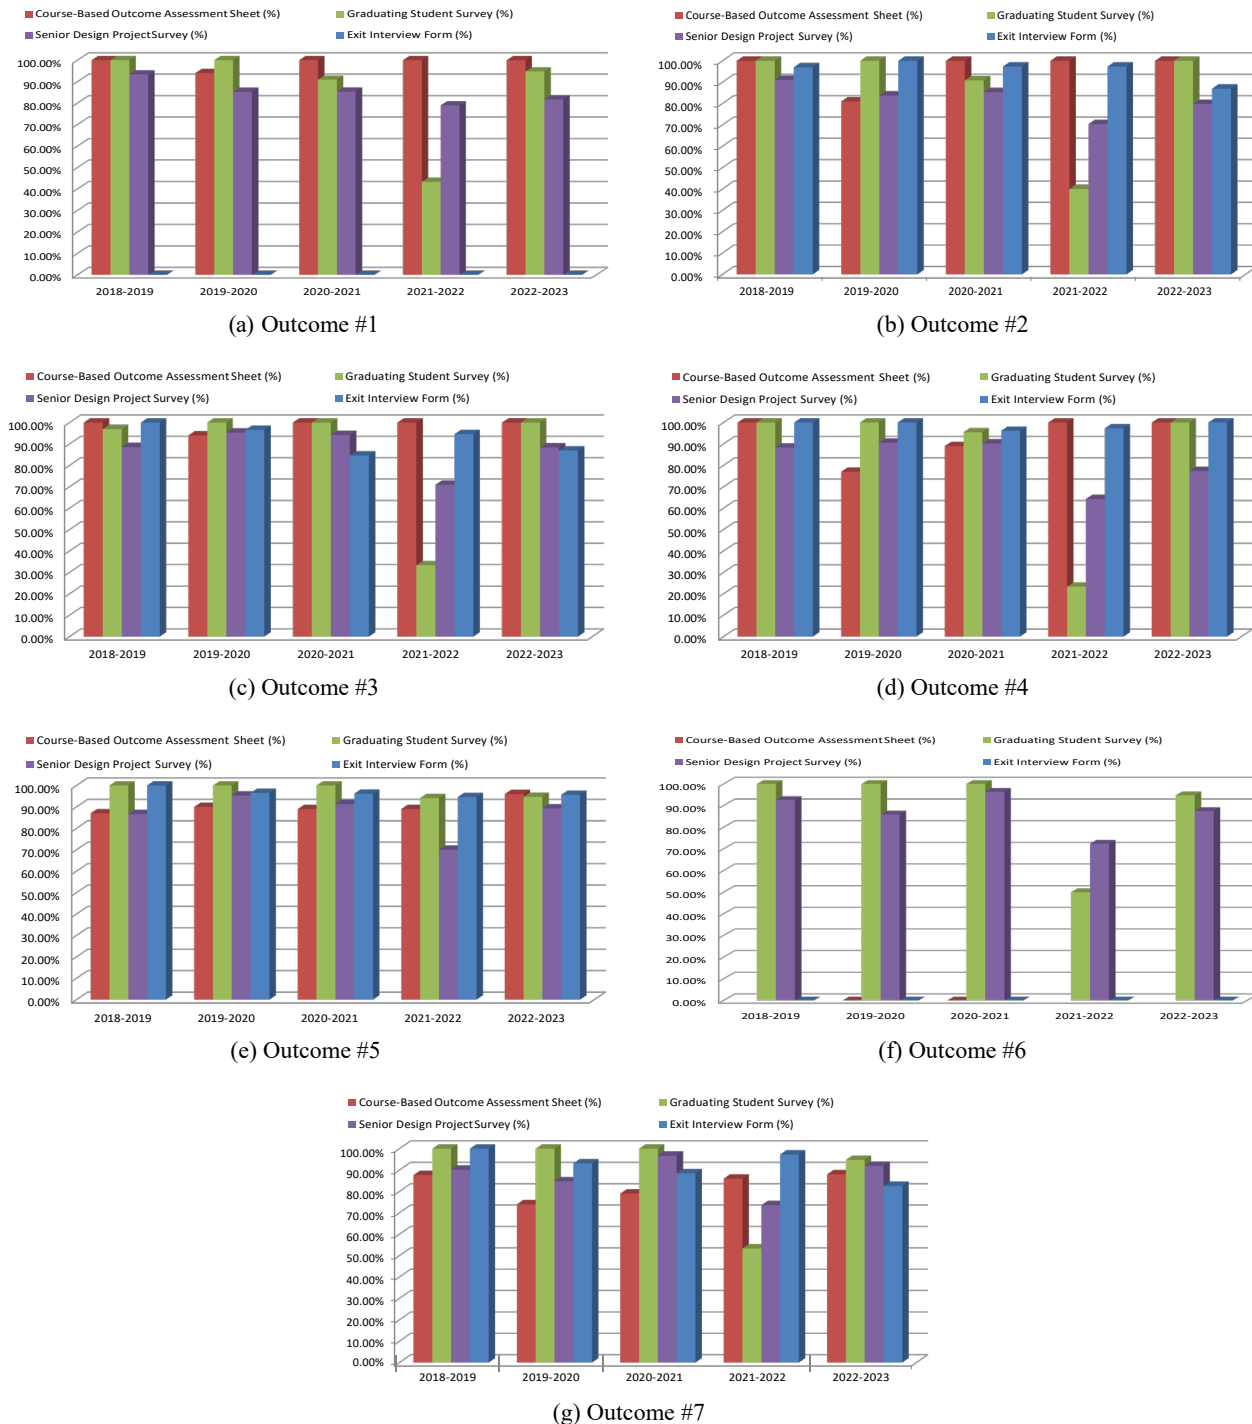 Course-Based Outcome Assessment Sheet (%) Graduating Student Survey (%)
Senior Design ProjectSurvey (%) Exit Interview Form (%)
100.00%
90.00%
80.00%
70.00%
60.00%
50.00%
40.00%
30.00%
20.00%
10.00%
0.00%
2018-2019 2019-2020 2020-2021 2021-2022 2022-2023
(a) Outcome #1
Course-Based Outcome Assessment Sheet (%) Graduating Student Survey (%)
Senior Design Project Survey (%) Exit Interview Form (%)
100.00%
90.00%
80.00%
70.00%
60.00%
50.00%
40.00%
30.00%
20.00%
10.00%
0.00%
2018-2019 2019-2020 2020-2021 2021-2022 2022-2023
(b) Outcome #2
Course-Based Outcome Assessment Sheet (%) Graduating Student Survey (%)
Senior Design Project Survey (%) Exit Interview Form (%)
100.00%
90.00%
80.00%
70.00%
60.00%
50.00%
40.00%
30.00%
20.00%
10.00%
0.00%
2018-2019 2019-2020 2020-2021 2021-2022 2022-2023
(c) Outcome #3
Course-Based Outcome Assessment Sheet (%) Graduating Student Survey (%)
Senior Design Project Survey (%) Exit Interview Form (%)
100.00%
90.00%
80.00%
70.00%
60.00%
50.00%
40.00%
30.00%
20.00%
10.00%
0.00%
2018-2019 2019-2020 2020-2021 2021-2022 2022-2023
(d) Outcome #4
Course-Based Outcome Assessment Sheet (%) Graduating Student Survey (%)
Senior Design Project Survey (%) Exit Interview Form (%)
100.00%
90.00%
80.00%
70.00%
60.00%
50.00%
40.00%
30.00%
20.00%
10.00%
0.00%
2018-2019 2019-2020 2020-2021 2021-2022 2022-2023
(e) Outcome #5
Course-Based Outcome Assessment Sheet (%) Graduating Student Survey (%)
Senior Design Project Survey (%) Exit Interview Form (%)
100.00%
90.00%
80.00%
70.00%
60.00%
50.00%
40.00%
30.00%
20.00%
10.00%
0.00%
2018-2019 2019-2020 2020-2021 2021-2022 2022-2023
(f) Outcome #6
Course-Based Outcome Assessment Sheet (%) Graduating Student Survey (%)
Senior Design Project Survey (%) Exit Interview Form (%)
100.00%
90.00%
80.00%
70.00%
60.00%
50.00%
40.00%
30.00%
20.00%
10.00%
0.00%
2018-2019 2019-2020 2020-2021 2021-2022 2022-2023
(g) Outcome #7